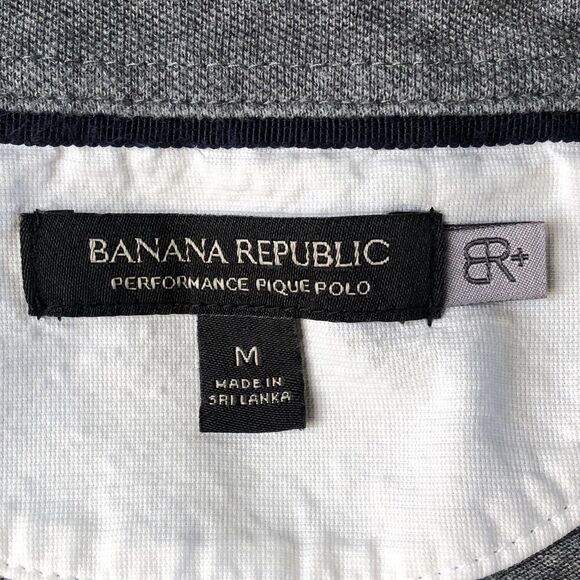 BANANA REPUBLIC
PERFORMANCE PIQUE POLO
BR+
M
MADE IN
SRI LANKA